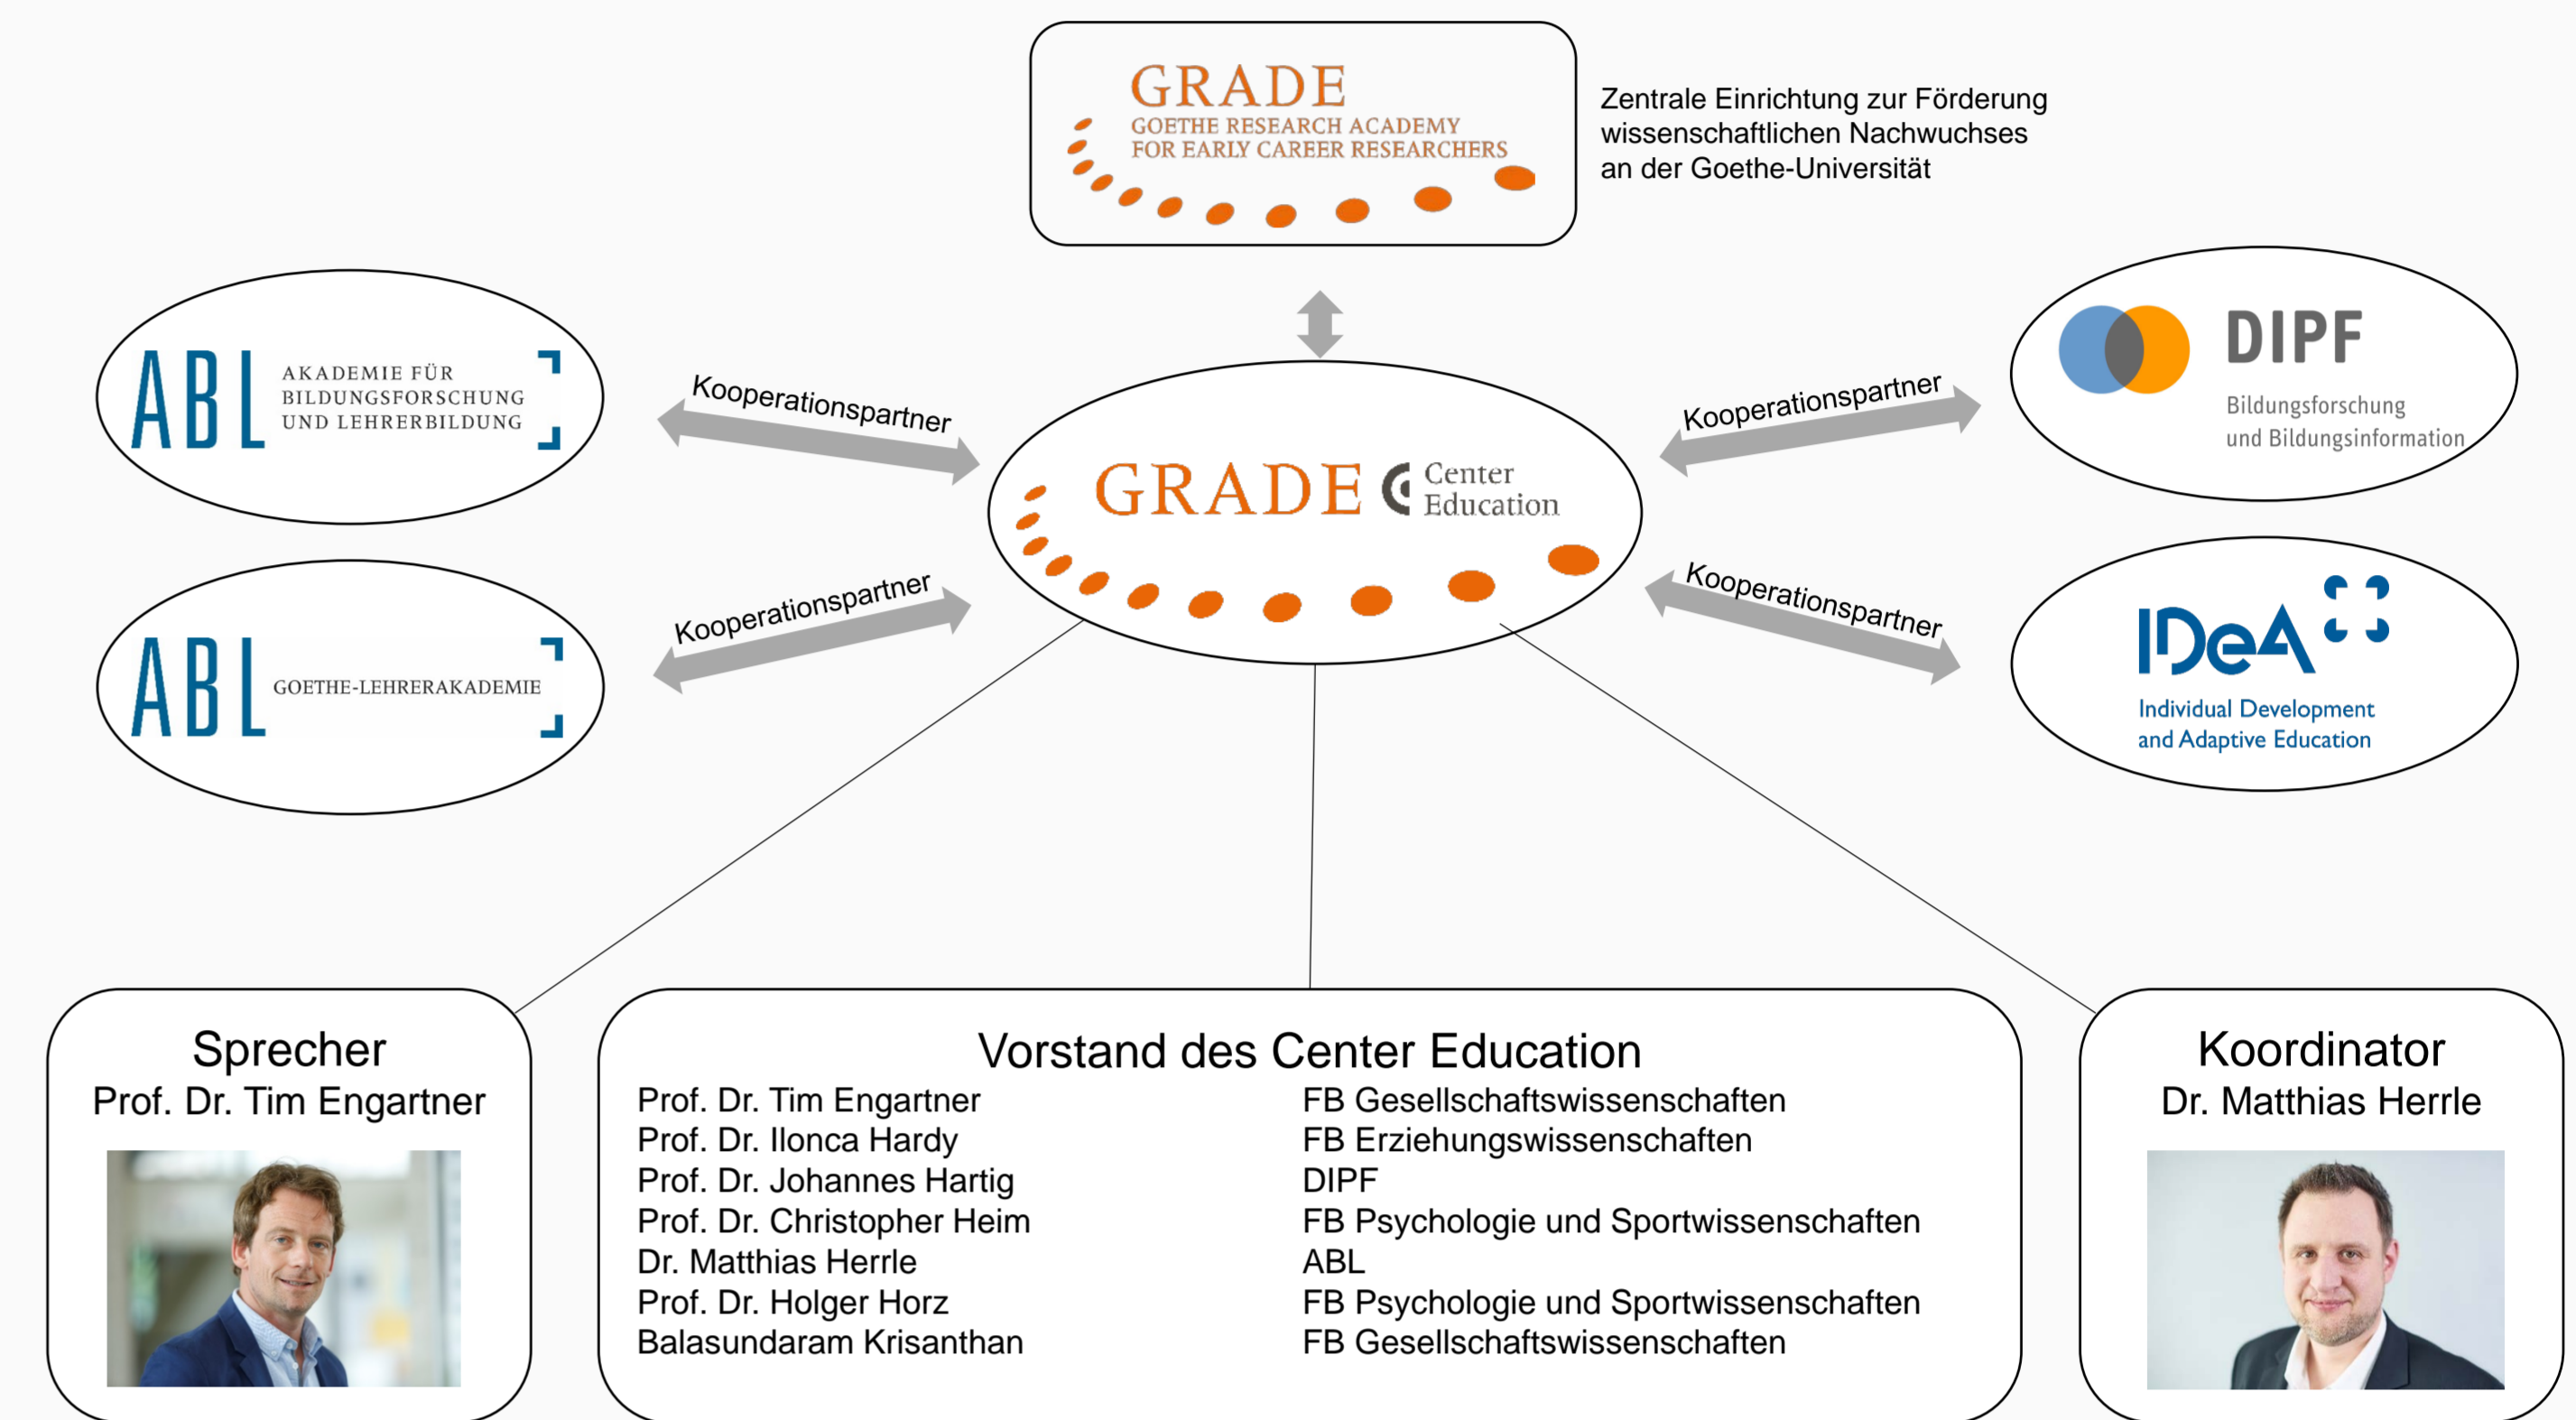 GRADE
GOETHE RESEARCH ACADEMY
FOR EARLY CAREER RESEARCHERS
Zentrale Einrichtung zur Förderung
wissenschaftlichen Nachwuchses
an der Goethe-Universität
ABL
AKADEMIE FÜR
BILDUNGSFORSCHUNG
UND LEHRERBILDUNG
Kooperationspartner
GRADE
Center
Education
Kooperationspartner
DIPF
Bildungsforschung
und Bildungsinformation
ABL
GOETHE-LEHRERAKADEMIE
Kooperationspartner
Kooperationspartner
IDeA
Individual Development
and Adaptive Education
Sprecher
Prof. Dr. Tim Engartner
Vorstand des Center Education
Prof. Dr. Tim Engartner FB Gesellschaftswissenschaften
Prof. Dr. Ilonca Hardy FB Erziehungswissenschaften
Prof. Dr. Johannes Hartig DIPF
Prof. Dr. Christopher Heim FB Psychologie und Sportwissenschaften
Dr. Matthias Herrle ABL
Prof. Dr. Holger Horz FB Psychologie und Sportwissenschaften
Balasundaram Krisanthan FB Gesellschaftswissenschaften
Koordinator
Dr. Matthias Herrle